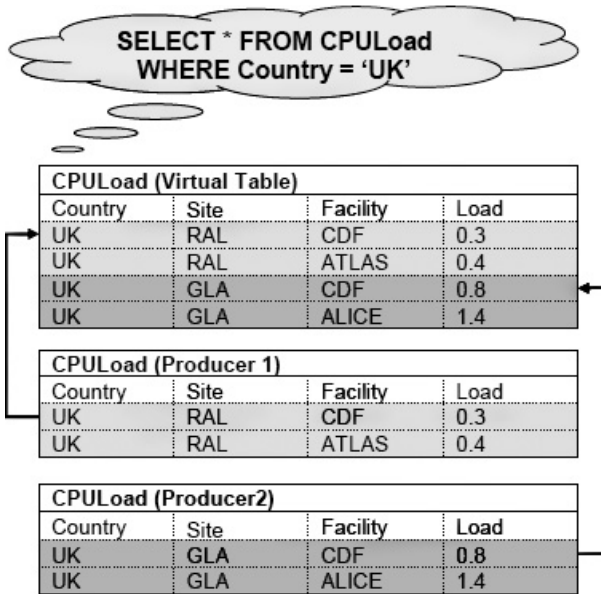 SELECT * FROM CPULoad
WHERE Country = ‘UK’
CPULoad (Virtual Table)
Country Site Facility Load
UK RAL CDF 0.3
UK RAL ATLAS 0.4
UK GLA CDF 0.8
UK GLA ALICE 1.4
CPULoad (Producer 1)
Country Site Facility Load
UK RAL CDF 0.3
UK RAL ATLAS 0.4
CPULoad (Producer2)
Country Site Facility Load
UK GLA CDF 0.8
UK GLA ALICE 1.4